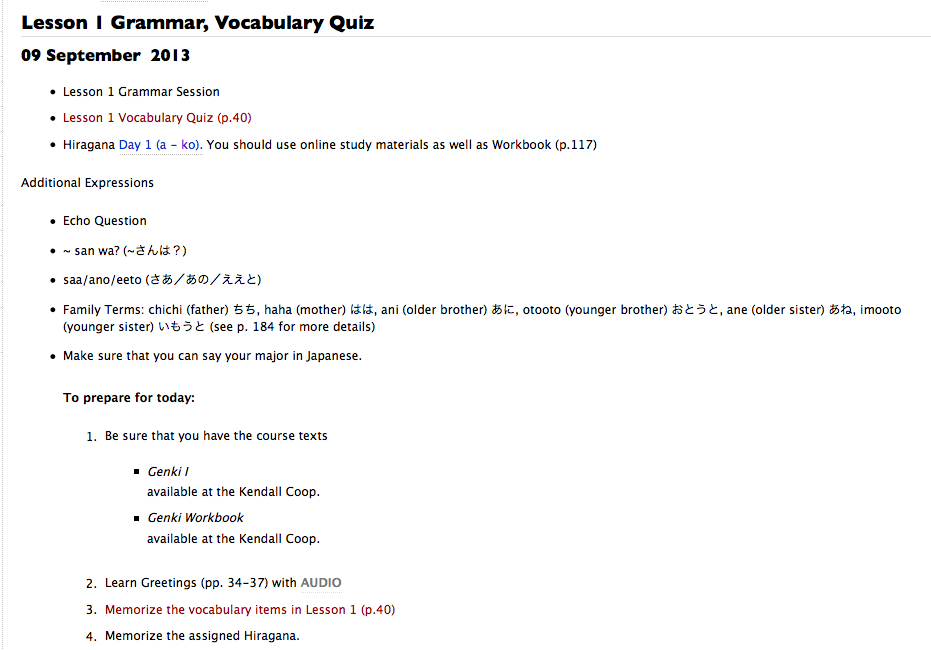 Lesson 1 Grammar, Vocabulary Quiz
09 September 2013
• Lesson 1 Grammar Session
• Lesson 1 Vocabulary Quiz (p.40)
• Hiragana Day 1 (a - ko). You should use online study materials as well as Workbook (p.117)
Additional Expressions
• Echo Question
• ~ san wa? (~さんは？)
• saa/ano/eeto (さあ／あの／ええと)
• Family Terms: chichi (father) ちち, haha (mother) はは, ani (older brother) あに, otooto (younger brother) おとうと, ane (older sister) あね, imooto
(younger sister) いもうと (see p. 184 for more details)
• Make sure that you can say your major in Japanese.
To prepare for today:
1. Be sure that you have the course texts
▪ Genki I
available at the Kendall Coop.
▪ Genki Workbook
available at the Kendall Coop.
2. Learn Greetings (pp. 34-37) with AUDIO
3. Memorize the vocabulary items in Lesson 1 (p.40)
4. Memorize the assigned Hiragana.